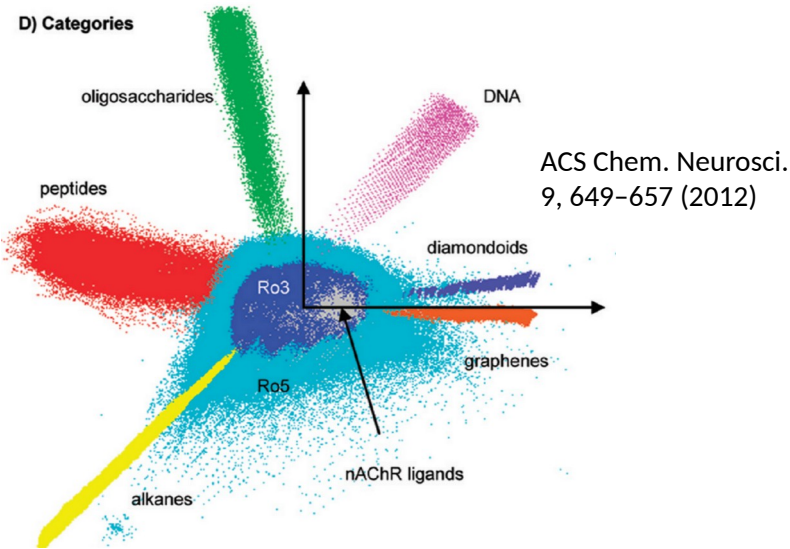 D) Categories
oligosaccharides
DNA
ACS Chem. Neurosci.
9, 649–657 (2012)
peptides
diamondoids
Ro3
graphenes
Ro5
nAChR ligands
alkanes